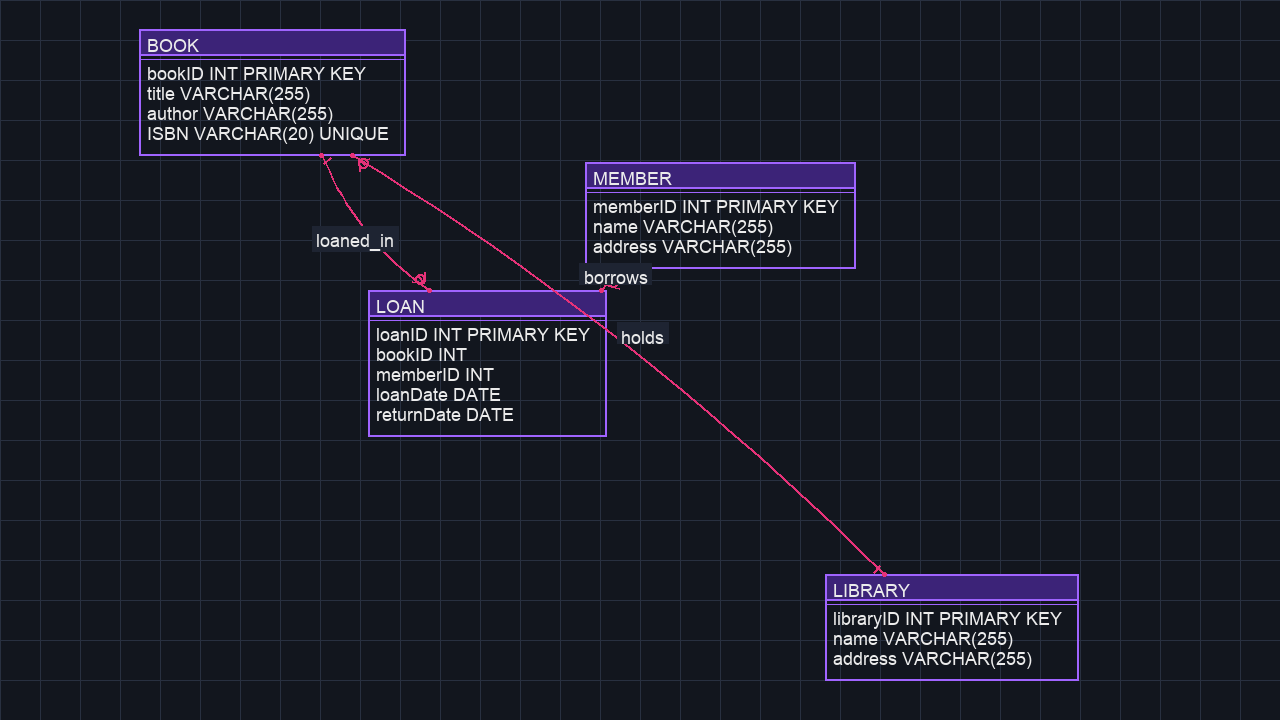 BOOK
bookID INT PRIMARY KEY
title VARCHAR(255)
author VARCHAR(255)
ISBN VARCHAR(20) UNIQUE
MEMBER
memberID INT PRIMARY KEY
name VARCHAR(255)
address VARCHAR(255)
loaned_in
borrows
LOAN
loanID INT PRIMARY KEY
bookID INT
memberID INT
loanDate DATE
returnDate DATE
holds
LIBRARY
libraryID INT PRIMARY KEY
name VARCHAR(255)
address VARCHAR(255)